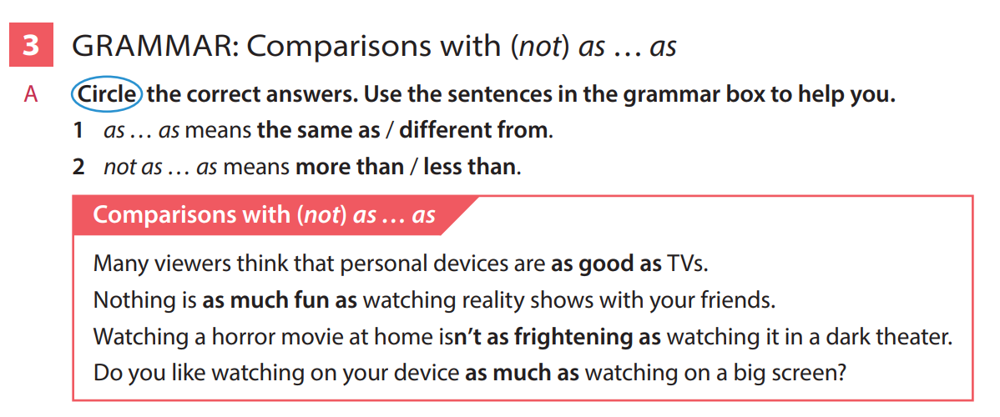 3 GRAMMAR: Comparisons with (not) as … as
A Circle the correct answers. Use the sentences in the grammar box to help you.
1 as … as means the same as / different from.
2 not as … as means more than / less than.
Comparisons with (not) as … as
Many viewers think that personal devices are as good as TVs.
Nothing is as much fun as watching reality shows with your friends.
Watching a horror movie at home isn't as frightening as watching it in a dark theater.
Do you like watching on your device as much as watching on a big screen?